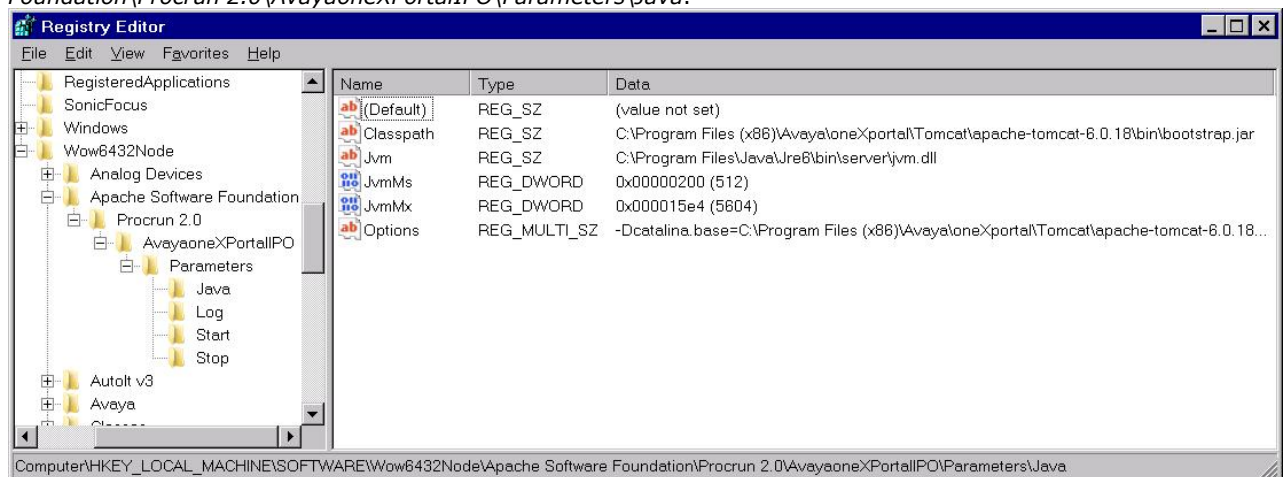 Foundation\Procrun 2.0\AvayaoneXPortalIPO\Parameters\Java.
Registry Editor
File Edit View Favorites Help
RegisteredApplications
SonicFocus
Windows
Wow6432Node
Analog Devices
Apache Software Foundation
Procrun 2.0
AvayaoneXPortalIPO
Parameters
Java
Log
Start
Stop
AutoIt v3
Avaya
Name Type Data
(Default) REG_SZ (value not set)
Classpath REG_SZ C:\Program Files (x86)\Avaya\oneXportal\Tomcat\apache-tomcat-6.0.18\bin\bootstrap.jar
Jvm REG_SZ C:\Program Files\Java\Jre6\bin\server\jvm.dll
JvmMs REG_DWORD 0x00000200 (512)
JvmMx REG_DWORD 0x000015e4 (5604)
Options REG_MULTI_SZ -Dcatalina.base=C:\Program Files (x86)\Avaya\oneXportal\Tomcat\apache-tomcat-6.0.18...
Computer\HKEY_LOCAL_MACHINE\SOFTWARE\Wow6432Node\Apache Software Foundation\Procrun 2.0\AvayaoneXPortalIPO\Parameters\Java